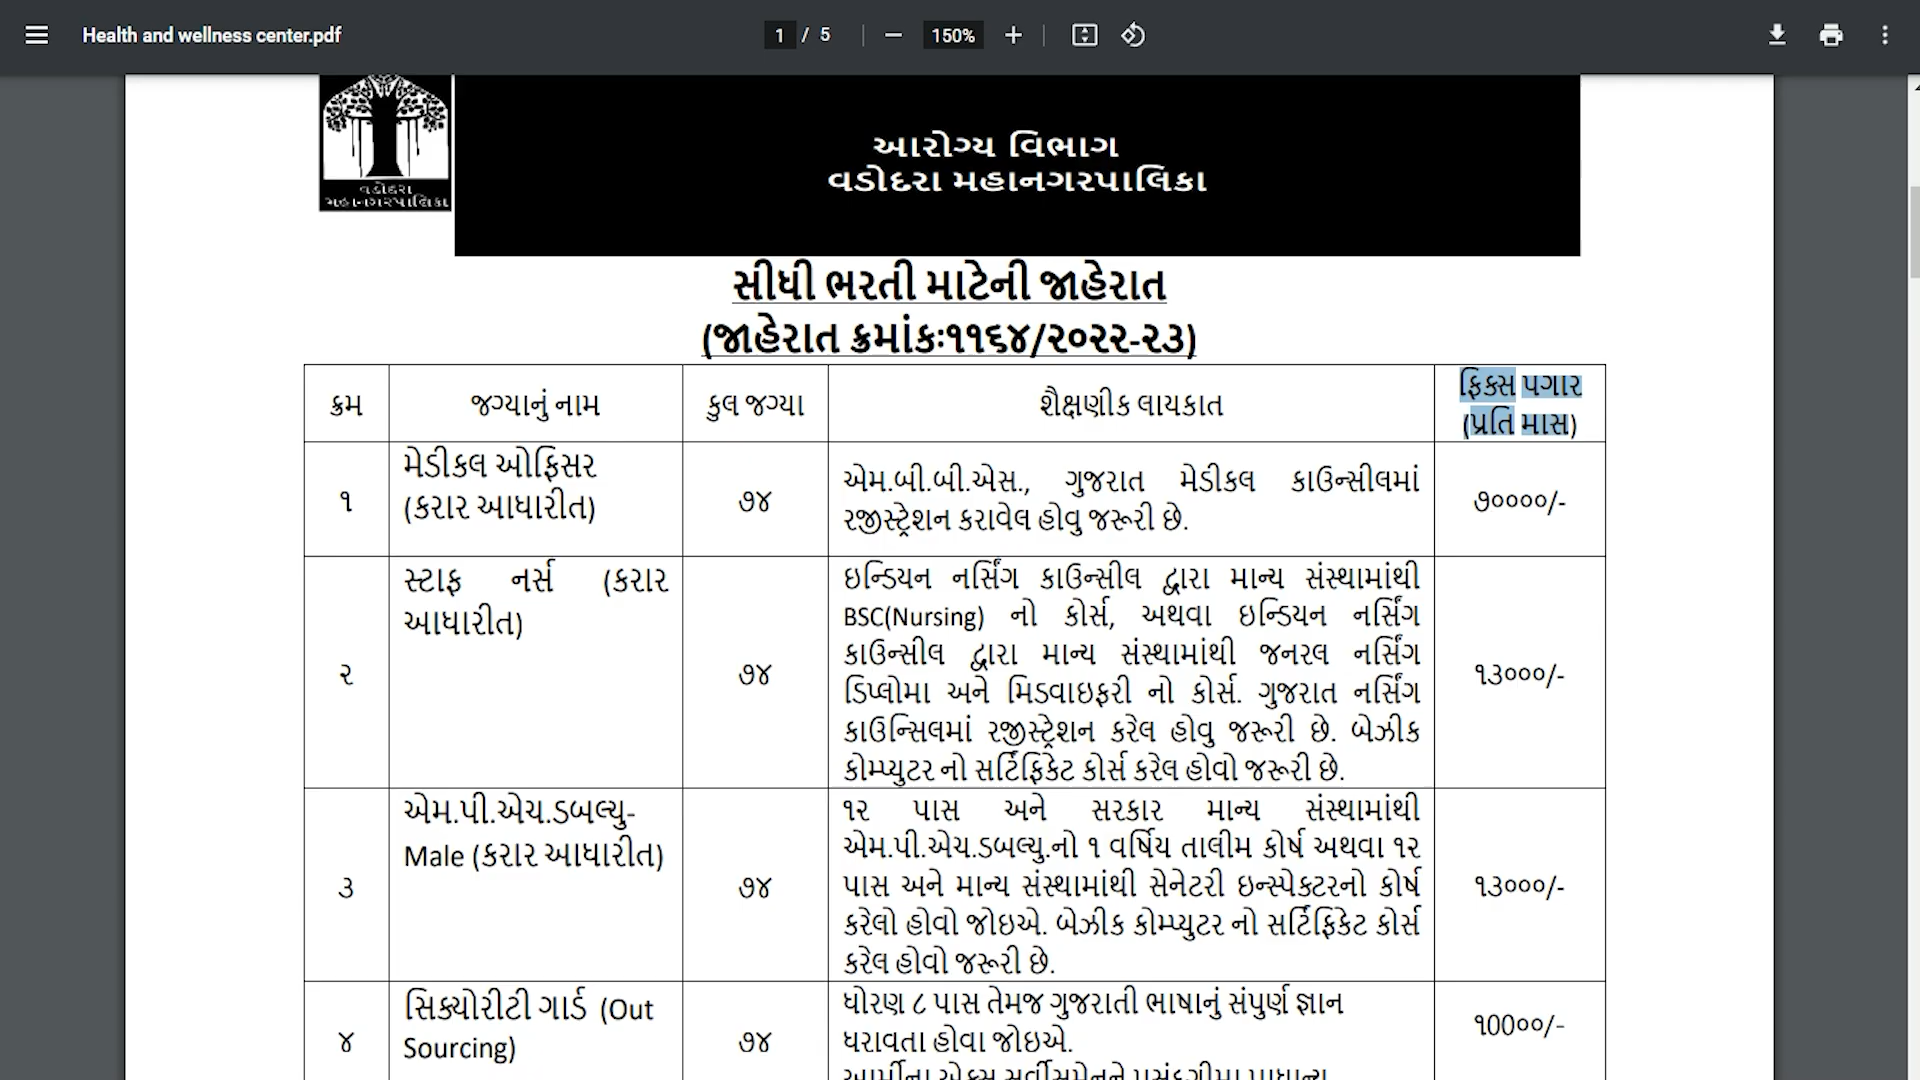 Health and wellness center.pdf
1 / 5
150%
વડોદરા
મહાનગરપાલિકા
આરોગ્ય વિભાગ
વડોદરા મહાનગરપાલિકા
સીધી ભરતી માટેની જાહેરાત
(જાહેરાત ક્રમાંકઃ૧૧૬૪/૨૦૨૨-૨૩)
ક્રમ
જગ્યાનું નામ
કુલ જગ્યા
શૈક્ષણીક લાયકાત
ફિક્સ પગાર
(પ્રતિ માસ)
૧
મેડીકલ ઓફિસર
(કરાર આધારીત)
૭૪
એમ.બી.બી.એસ., ગુજરાત મેડીકલ કાઉન્સીલમાં
રજીસ્ટ્રેશન કરાવેલ હોવુ જરૂરી છે.
૭૦૦૦૦/-
૨
સ્ટાફ નર્સ (કરાર
આધારીત)
૭૪
ઇન્ડિયન નર્સિંગ કાઉન્સીલ દ્વારા માન્ય સંસ્થામાંથી
BSC(Nursing) નો કોર્સ, અથવા ઇન્ડિયન નર્સિંગ
કાઉન્સીલ દ્વારા માન્ય સંસ્થામાંથી જનરલ નર્સિંગ
ડિપ્લોમા અને મિડવાઇફરી નો કોર્સ. ગુજરાત નર્સિંગ
કાઉન્સિલમાં રજીસ્ટ્રેશન કરેલ હોવુ જરૂરી છે. બેઝીક
કોમ્પ્યુટર નો સર્ટિફિકેટ કોર્સ કરેલ હોવો જરૂરી છે.
૧૩૦૦૦/-
૩
એમ.પી.એચ.ડબલ્યુ-
Male (કરાર આધારીત)
૭૪
૧૨ પાસ અને સરકાર માન્ય સંસ્થામાંથી
એમ.પી.એચ.ડબલ્યુ.નો ૧ વર્ષિય તાલીમ કોર્ષ અથવા ૧૨
પાસ અને માન્ય સંસ્થામાંથી સેનેટરી ઇન્સ્પેકટરનો કોર્ષ
કરેલો હોવો જોઇએ. બેઝીક કોમ્પ્યુટર નો સર્ટિફિકેટ કોર્સ
કરેલ હોવો જરૂરી છે.
૧૩૦૦૦/-
૪
સિક્યોરીટી ગાર્ડ (Out
Sourcing)
૭૪
ધોરણ ૮ પાસ તેમજ ગુજરાતી ભાષાનું સંપુર્ણ જ્ઞાન
ધરાવતા હોવા જોઇએ.
૧00૦૦/-